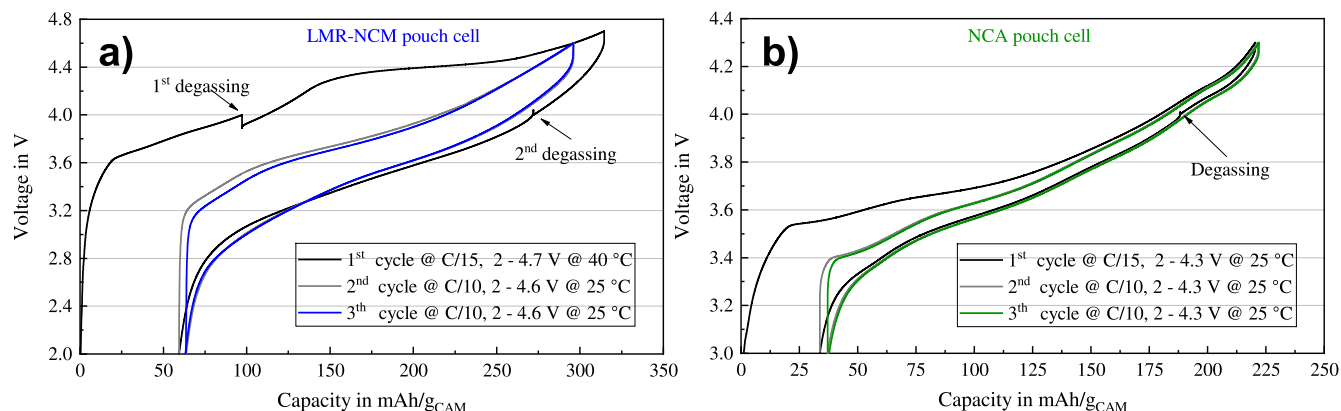 a)
LMR-NCM pouch cell
1st degassing
2nd degassing
Voltage in V
4.8
4.4
4.0
3.6
3.2
2.8
2.4
2.0
1st cycle @ C/15, 2 - 4.7 V @ 40 °C
2nd cycle @ C/10, 2 - 4.6 V @ 25 °C
3th cycle @ C/10, 2 - 4.6 V @ 25 °C
0 50 100 150 200 250 300 350
Capacity in mAh/gCAM
b)
NCA pouch cell
Degassing
Voltage in V
4.4
4.2
4.0
3.8
3.6
3.4
3.2
3.0
1st cycle @ C/15, 2 - 4.3 V @ 25 °C
2nd cycle @ C/10, 2 - 4.3 V @ 25 °C
3th cycle @ C/10, 2 - 4.3 V @ 25 °C
0 25 50 75 100 125 150 175 200 225 250
Capacity in mAh/gCAM